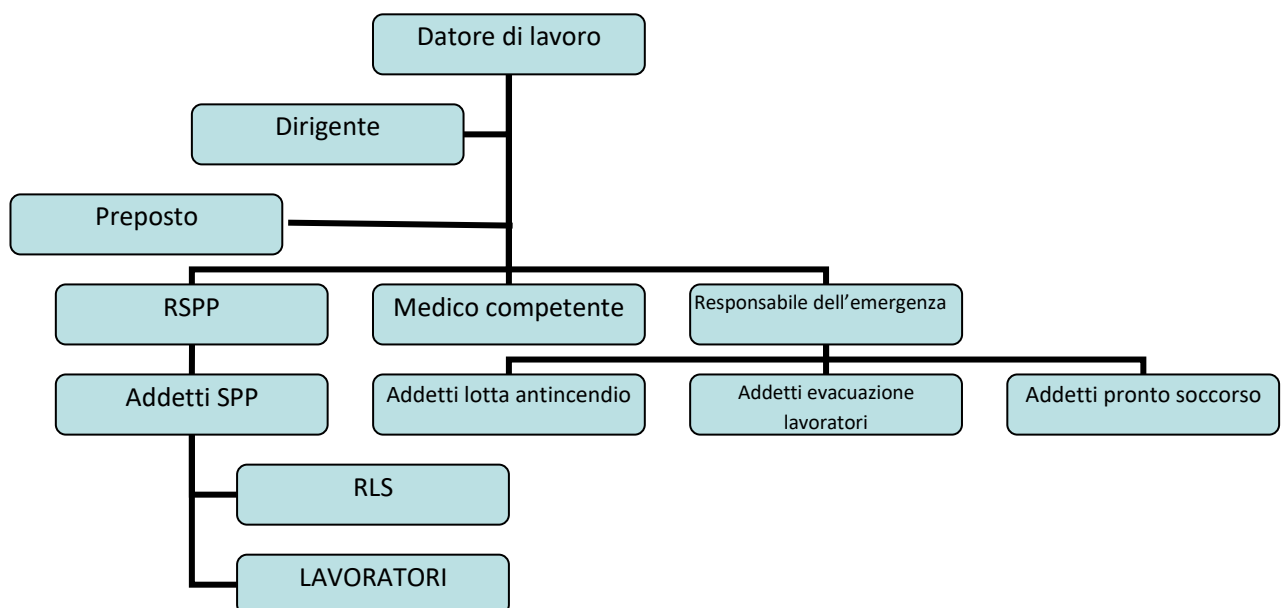 Datore di lavoro
Dirigente
Preposto
RSPP
Medico competente
Responsabile dell’emergenza
Addetti SPP
Addetti lotta antincendio
Addetti evacuazione
lavoratori
Addetti pronto soccorso
RLS
LAVORATORI